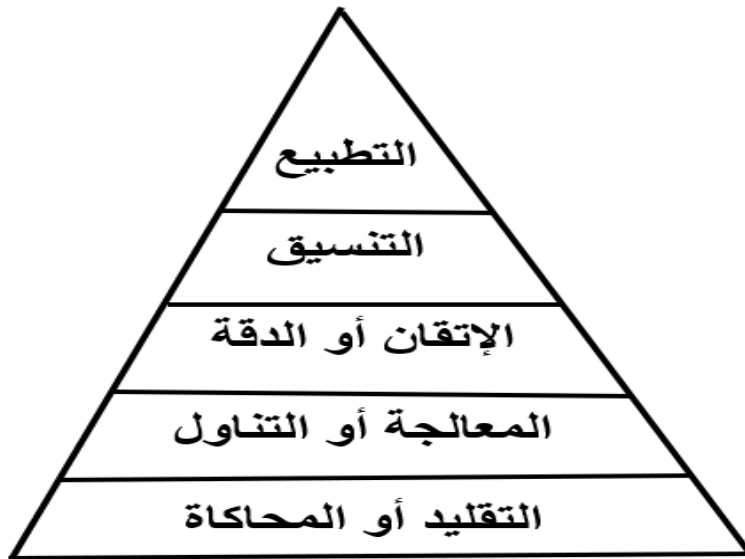 التطبيع
التنسيق
الإتقان أو الدقة
المعالجة أو التناول
التقليد أو المحاكاة